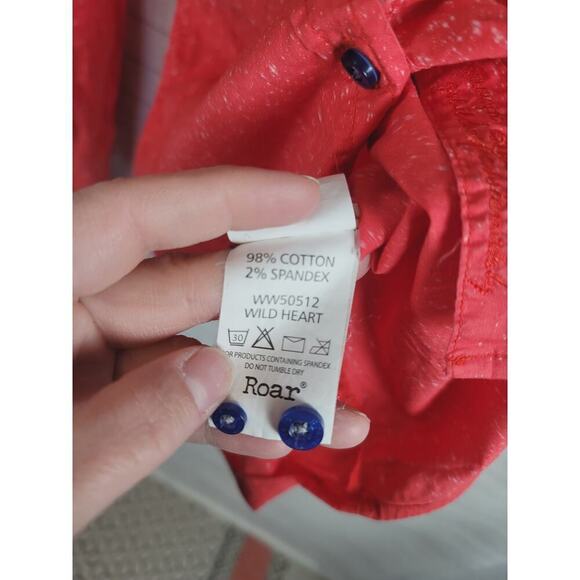 98% COTTON
2% SPANDEX
WW50512
WILD HEART
30
FOR PRODUCTS CONTAINING SPANDEX
DO NOT TUMBLE DRY
Roar®